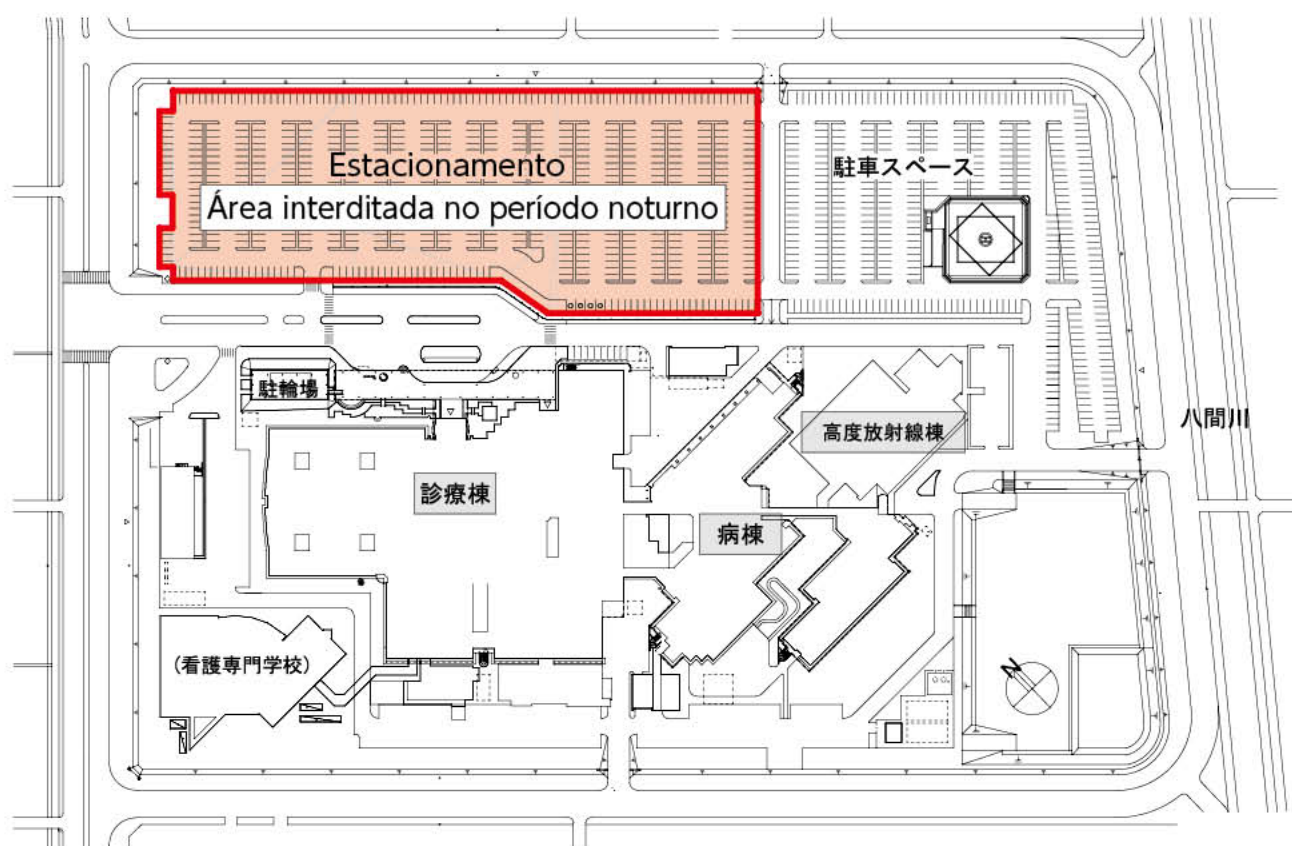 Estacionamento
Área interditada no período noturno
駐車スペース
駐輪場
高度放射線棟
八間川
診療棟
病棟
(看護専門学校)
N